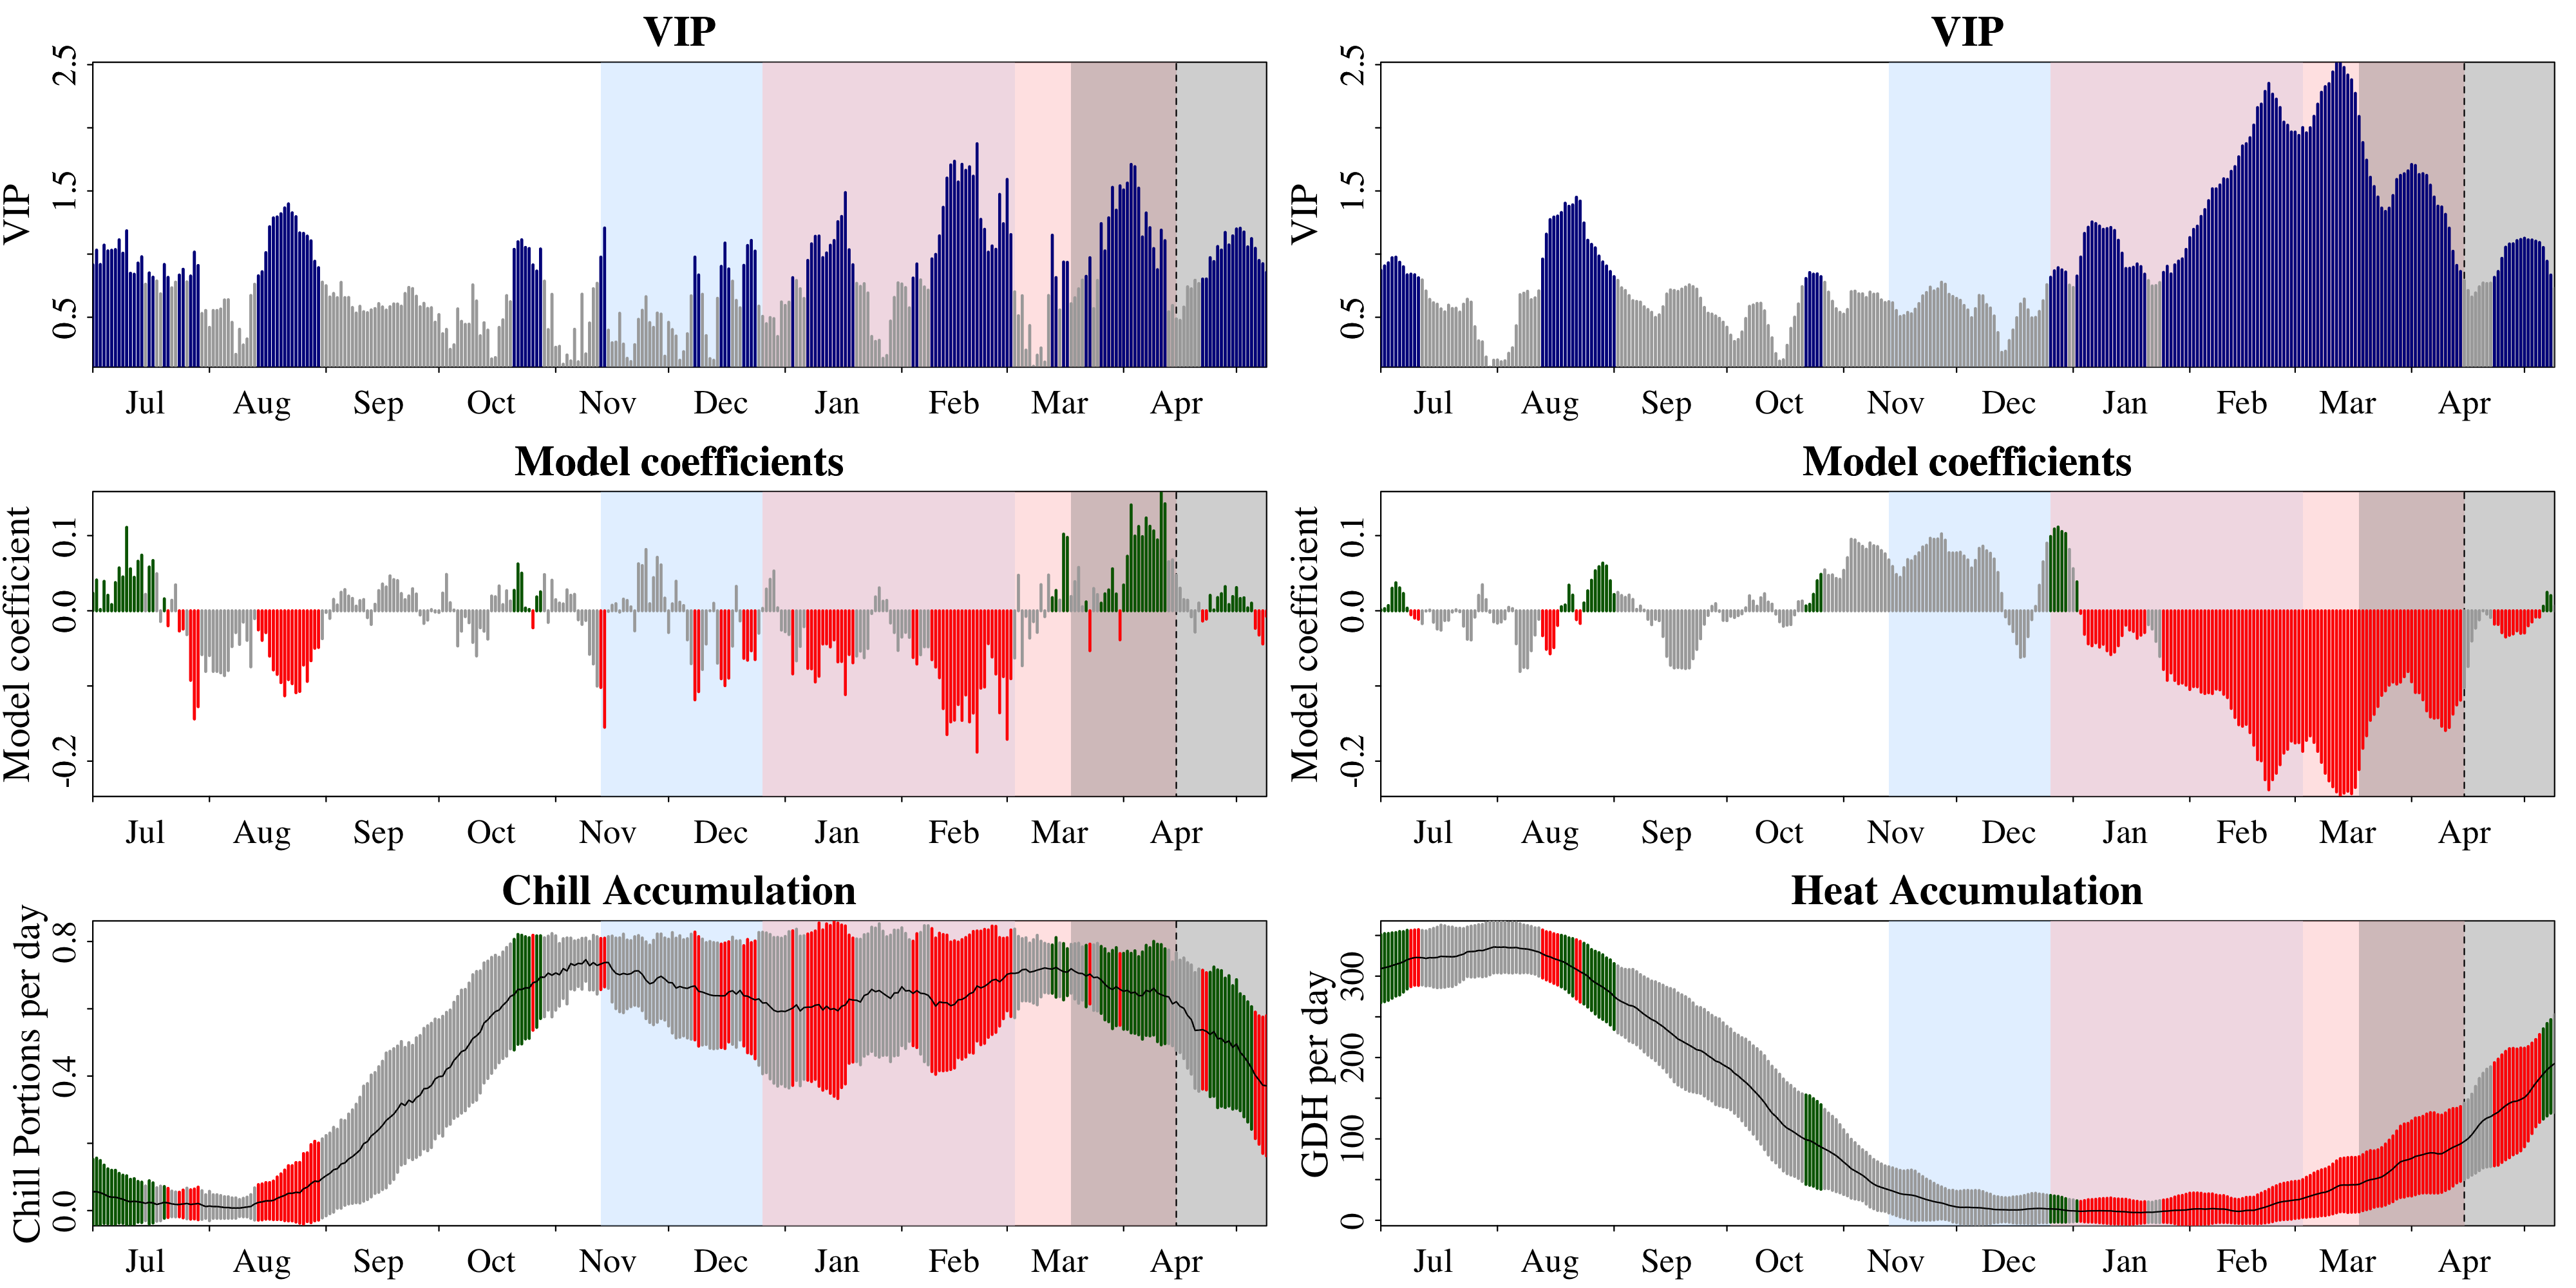 VIP
VIP
2.5
1.5
0.5
Jul Aug Sep Oct Nov Dec Jan Feb Mar Apr
VIP
VIP
2.5
1.5
0.5
Jul Aug Sep Oct Nov Dec Jan Feb Mar Apr
Model coefficients
Model coefficient
0.1
0.0
-0.2
Jul Aug Sep Oct Nov Dec Jan Feb Mar Apr
Model coefficients
Model coefficient
0.1
0.0
-0.2
Jul Aug Sep Oct Nov Dec Jan Feb Mar Apr
Chill Accumulation
Chill Portions per day
0.8
0.4
0.0
Jul Aug Sep Oct Nov Dec Jan Feb Mar Apr
Heat Accumulation
GDH per day
300
200
100
0
Jul Aug Sep Oct Nov Dec Jan Feb Mar Apr